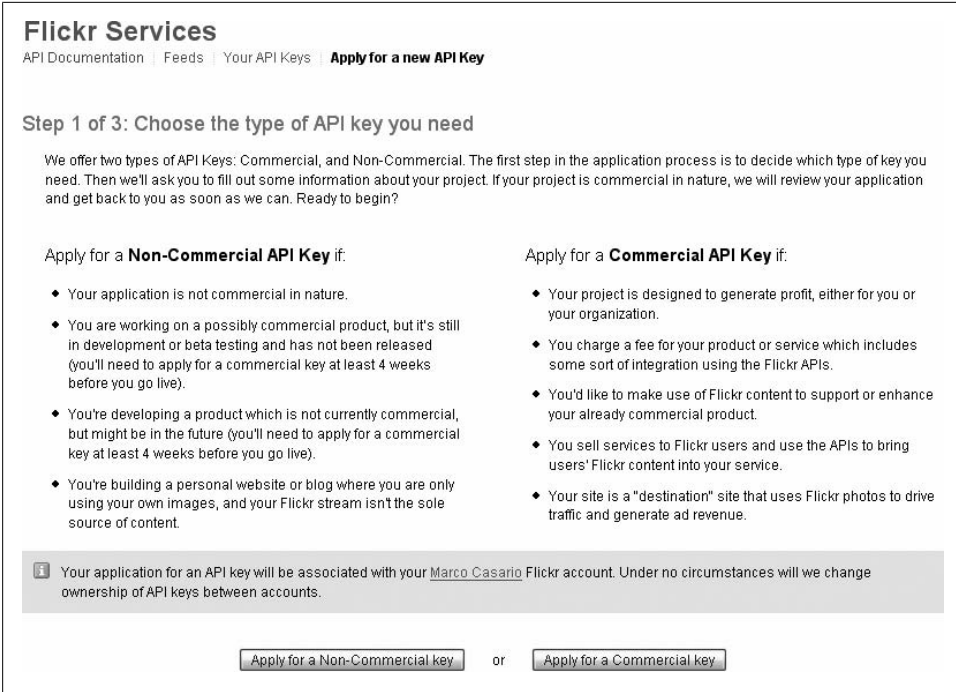 Flickr Services
API Documentation | Feeds | Your API Keys | Apply for a new API Key
Step 1 of 3: Choose the type of API key you need
We offer two types of API Keys: Commercial, and Non-Commercial. The first step in the application process is to decide which type of key you
need. Then we'll ask you to fill out some information about your project. If your project is commercial in nature, we will review your application
and get back to you as soon as we can. Ready to begin?
Apply for a Non-Commercial API Key if:
◆ Your application is not commercial in nature.
◆ You are working on a possibly commercial product, but it's still
in development or beta testing and has not been released
(you'll need to apply for a commercial key at least 4 weeks
before you go live).
◆ You're developing a product which is not currently commercial,
but might be in the future (you'll need to apply for a commercial
key at least 4 weeks before you go live).
◆ You're building a personal website or blog where you are only
using your own images, and your Flickr stream isn't the sole
source of content.
Apply for a Commercial API Key if:
◆ Your project is designed to generate profit, either for you or
your organization.
◆ You charge a fee for your product or service which includes
some sort of integration using the Flickr APIs.
◆ You'd like to make use of Flickr content to support or enhance
your already commercial product.
◆ You sell services to Flickr users and use the APIs to bring
users' Flickr content into your service.
◆ Your site is a "destination" site that uses Flickr photos to drive
traffic and generate ad revenue.
Your application for an API key will be associated with your Marco Casario Flickr account. Under no circumstances will we change
ownership of API keys between accounts.
Apply for a Non-Commercial key or Apply for a Commercial key